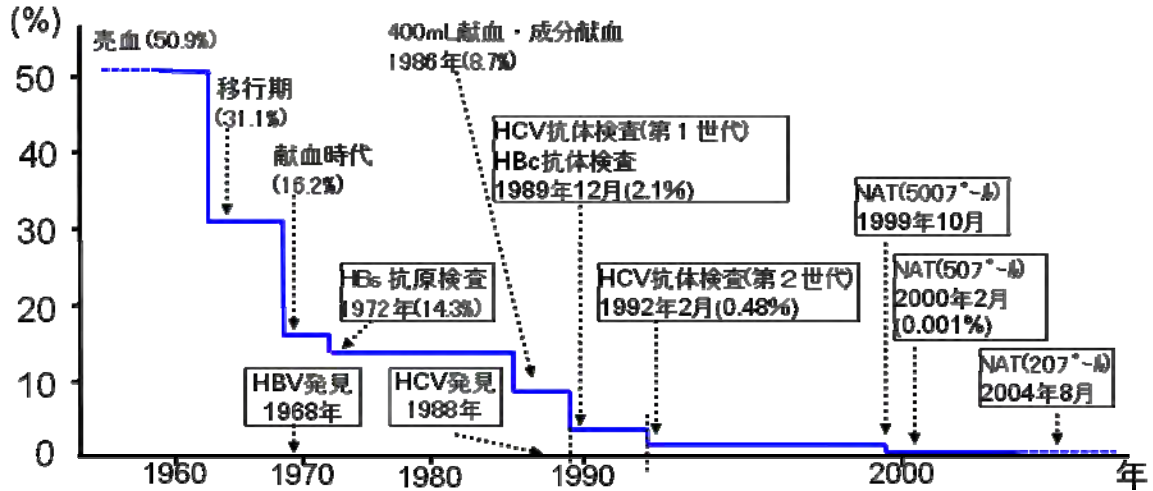 (%)
売血(50.9%)
400mL献血・成分献血
1986年(8.7%)
50
移行期
(31.1%)
HCV抗体検査(第1世代)
HBc抗体検査
1989年12月(2.1%)
40
献血時代
(16.2%)
NAT(500プール)
1999年10月
30
HBs抗原検査
1972年(14.3%)
HCV抗体検査(第2世代)
1992年2月(0.48%)
NAT(50プール)
2000年2月
(0.001%)
20
NAT(20プール)
2004年8月
10
HBV発見
1968年
HCV発見
1988年
0
1960
1970
1980
1990
2000
年